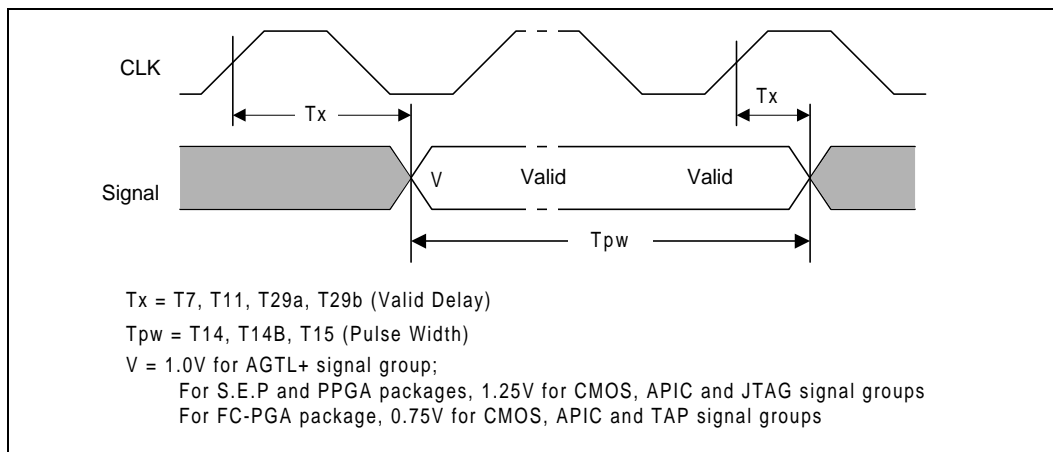 CLK
Tx
Tx
Signal
V
Valid
Valid
Tpw
Tx = T7, T11, T29a, T29b (Valid Delay)
Tpw = T14, T14B, T15 (Pulse Width)
V = 1.0V for AGTL+ signal group;
For S.E.P and PPGA packages, 1.25V for CMOS, APIC and JTAG signal groups
For FC-PGA package, 0.75V for CMOS, APIC and TAP signal groups